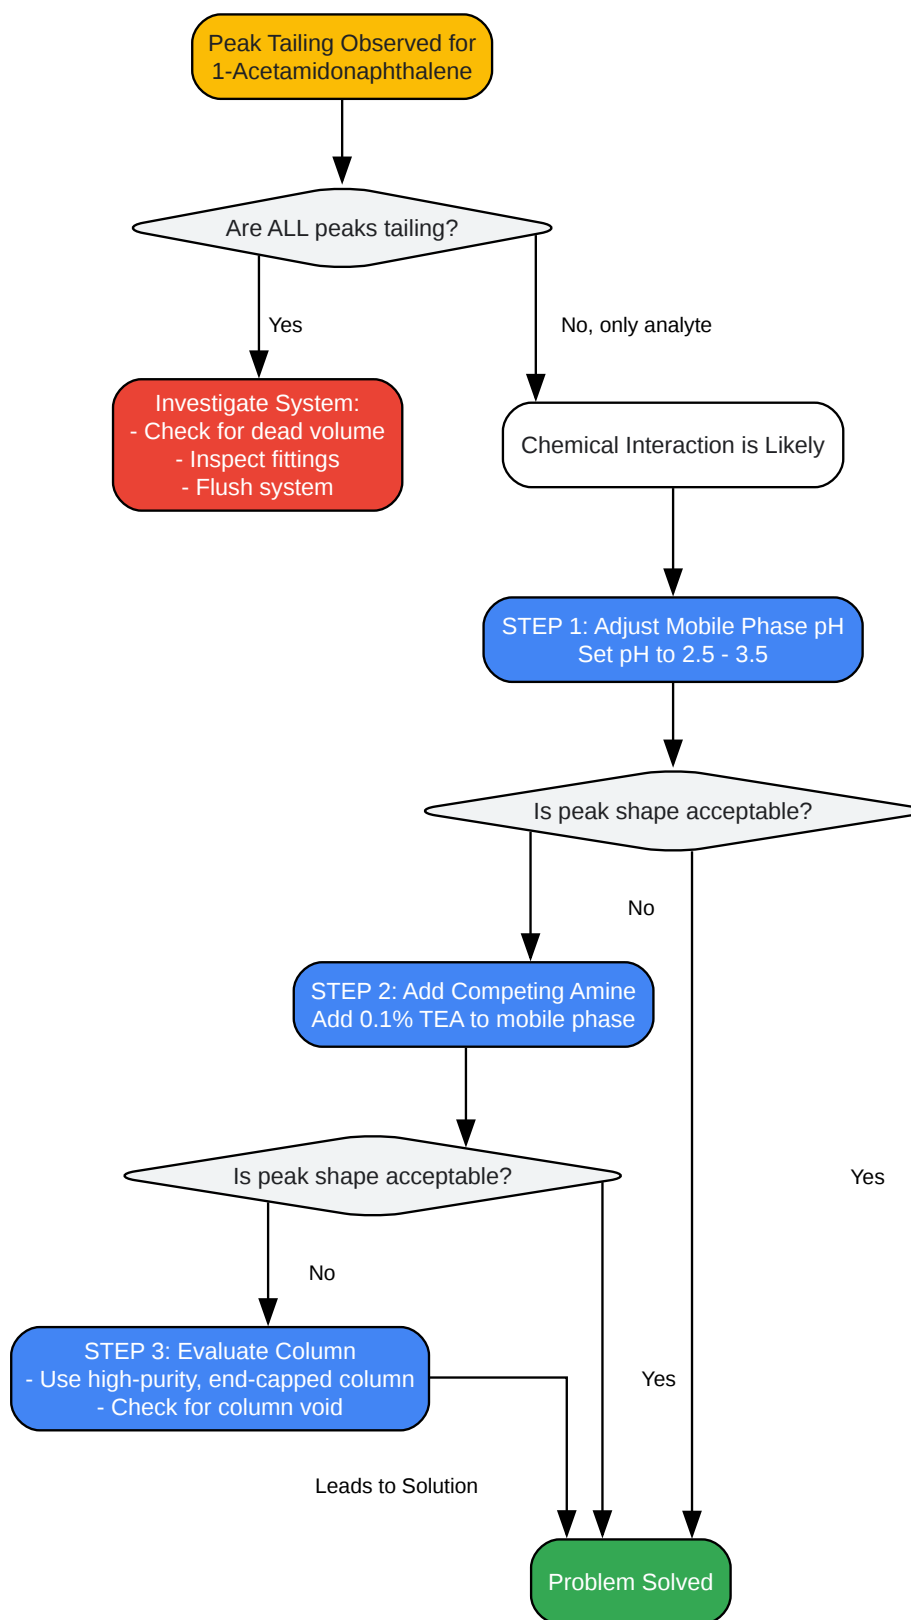 Peak Tailing Observed for
1-Acetamidonaphthalene
Are ALL peaks tailing?
Yes
No, only analyte
Investigate System:
- Check for dead volume
- Inspect fittings
- Flush system
Chemical Interaction is Likely
STEP 1: Adjust Mobile Phase pH
Set pH to 2.5 - 3.5
Is peak shape acceptable?
No
STEP 2: Add Competing Amine
Add 0.1% TEA to mobile phase
Is peak shape acceptable?
Yes
No
STEP 3: Evaluate Column
- Use high-purity, end-capped column
- Check for column void
Yes
Leads to Solution
Problem Solved